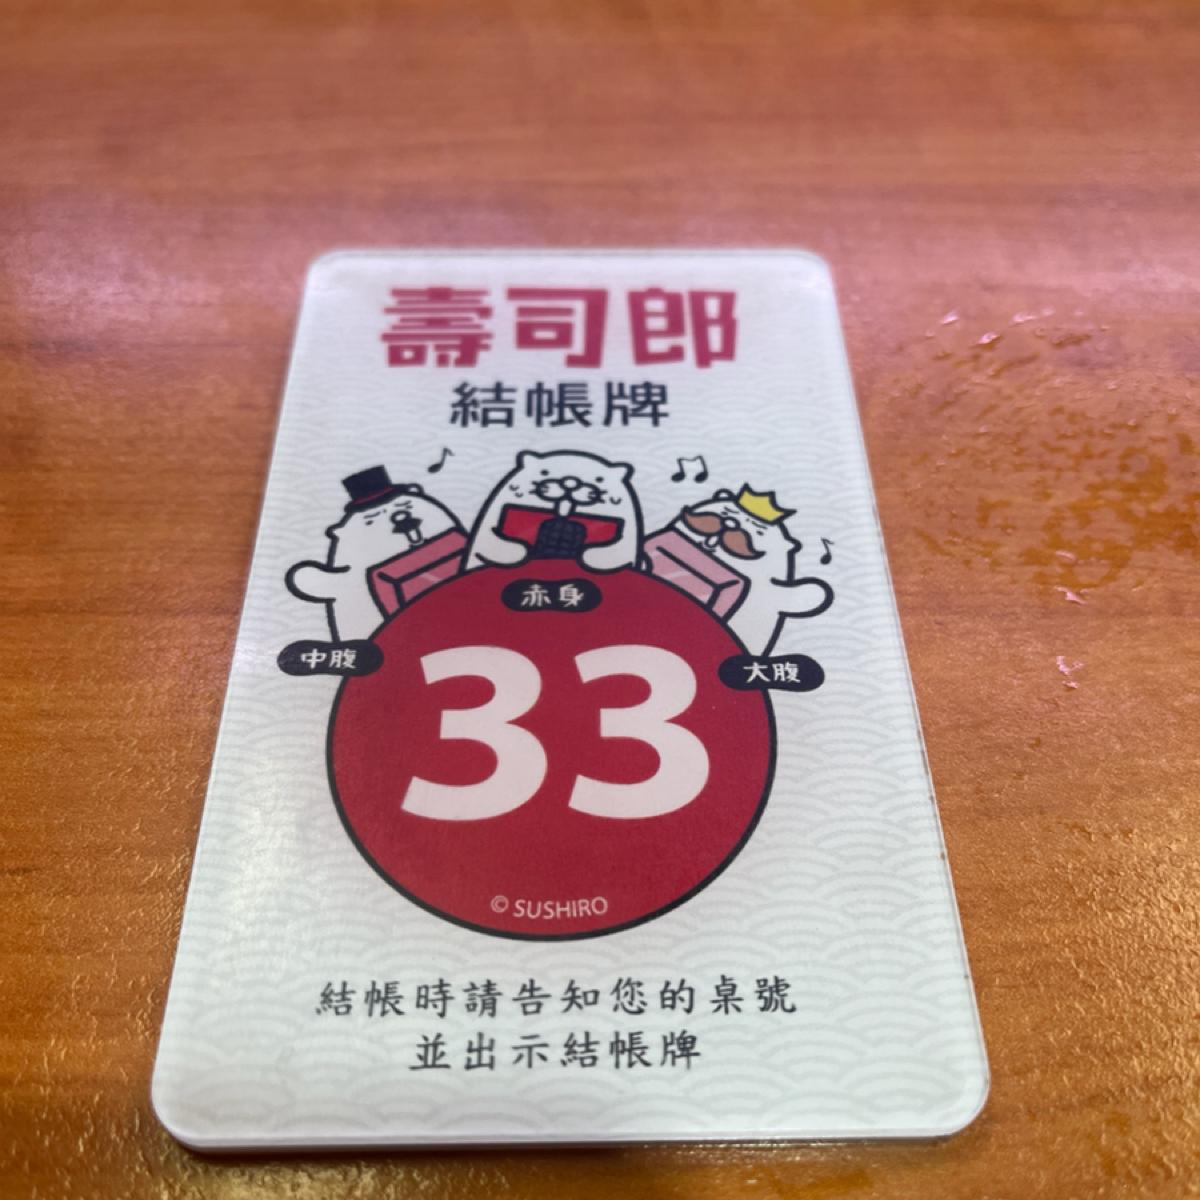 壽司郎
結帳牌
赤身
中腹
大腹
33
© SUSHIRO
結帳時請告知您的桌號
並出示結帳牌